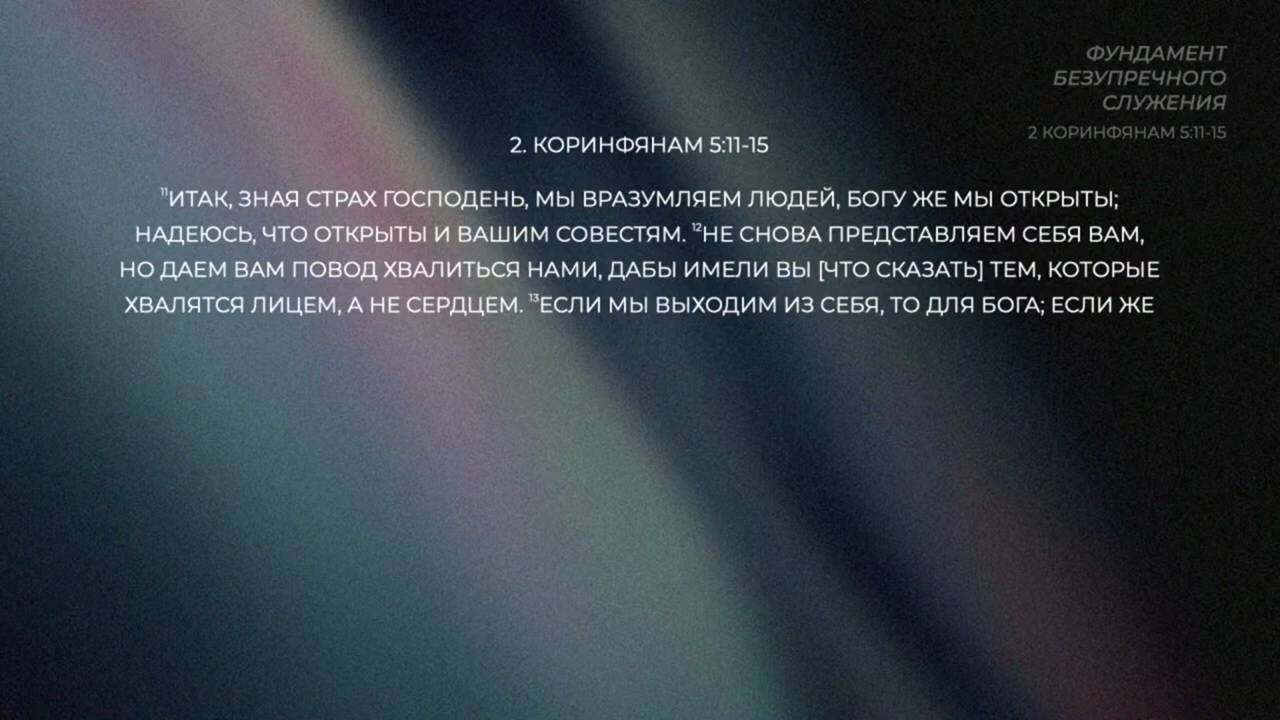 ФУНДАМЕНТ
БЕЗУПРЕЧНОГО
СЛУЖЕНИЯ
2 КОРИНФЯНАМ 5:11-15
2. КОРИНФЯНАМ 5:11-15
¹¹ИТАК, ЗНАЯ СТРАХ ГОСПОДЕНЬ, МЫ ВРАЗУМЛЯЕМ ЛЮДЕЙ, БОГУ ЖЕ МЫ ОТКРЫТЫ;
НАДЕЮСЬ, ЧТО ОТКРЫТЫ И ВАШИМ СОВЕСТЯМ. ¹²НЕ СНОВА ПРЕДСТАВЛЯЕМ СЕБЯ ВАМ,
НО ДАЕМ ВАМ ПОВОД ХВАЛИТЬСЯ НАМИ, ДАБЫ ИМЕЛИ ВЫ [ЧТО СКАЗАТЬ] ТЕМ, КОТОРЫЕ
ХВАЛЯТСЯ ЛИЦЕМ, А НЕ СЕРДЦЕМ. ¹³ЕСЛИ МЫ ВЫХОДИМ ИЗ СЕБЯ, ТО ДЛЯ БОГА; ЕСЛИ ЖЕ